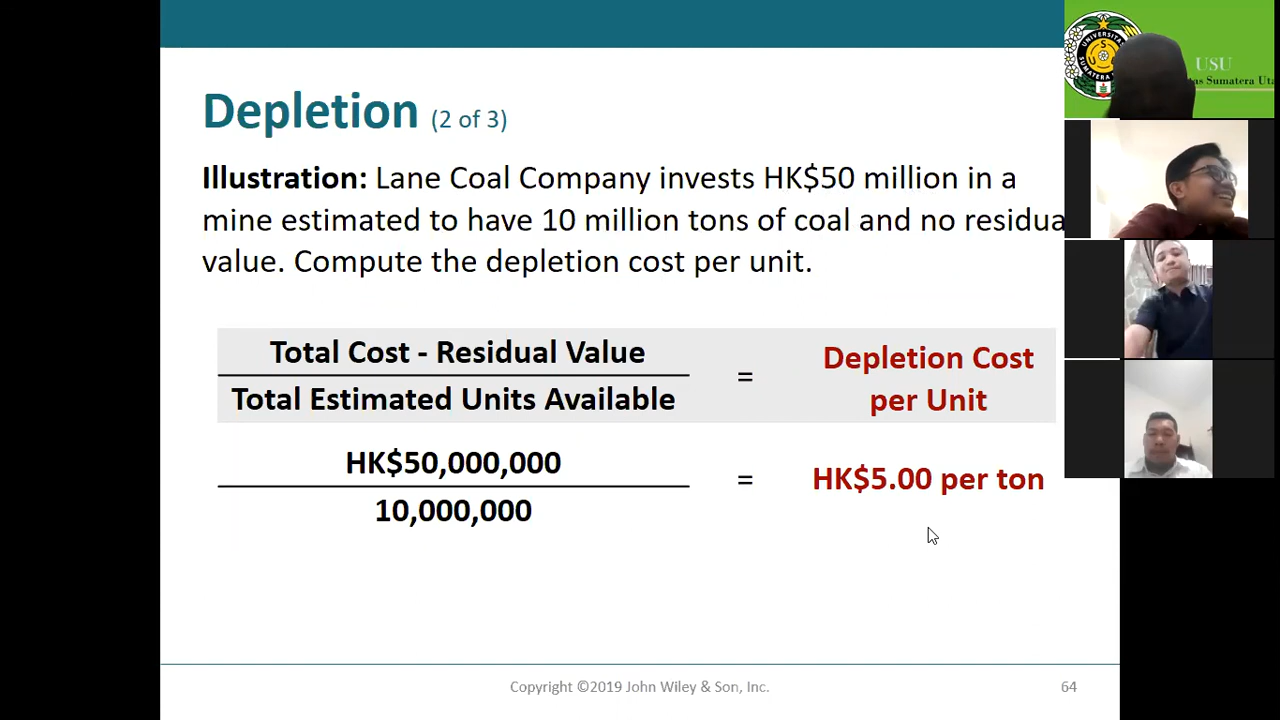 Depletion (2 of 3)
Illustration: Lane Coal Company invests HK$50 million in a
mine estimated to have 10 million tons of coal and no residua
value. Compute the depletion cost per unit.
Total Cost - Residual Value
Total Estimated Units Available
=
Depletion Cost
per Unit
HK$50,000,000
10,000,000
=
HK$5.00 per ton
Copyright ©2019 John Wiley & Son, Inc.
64
USU
tas Sumatera Uta